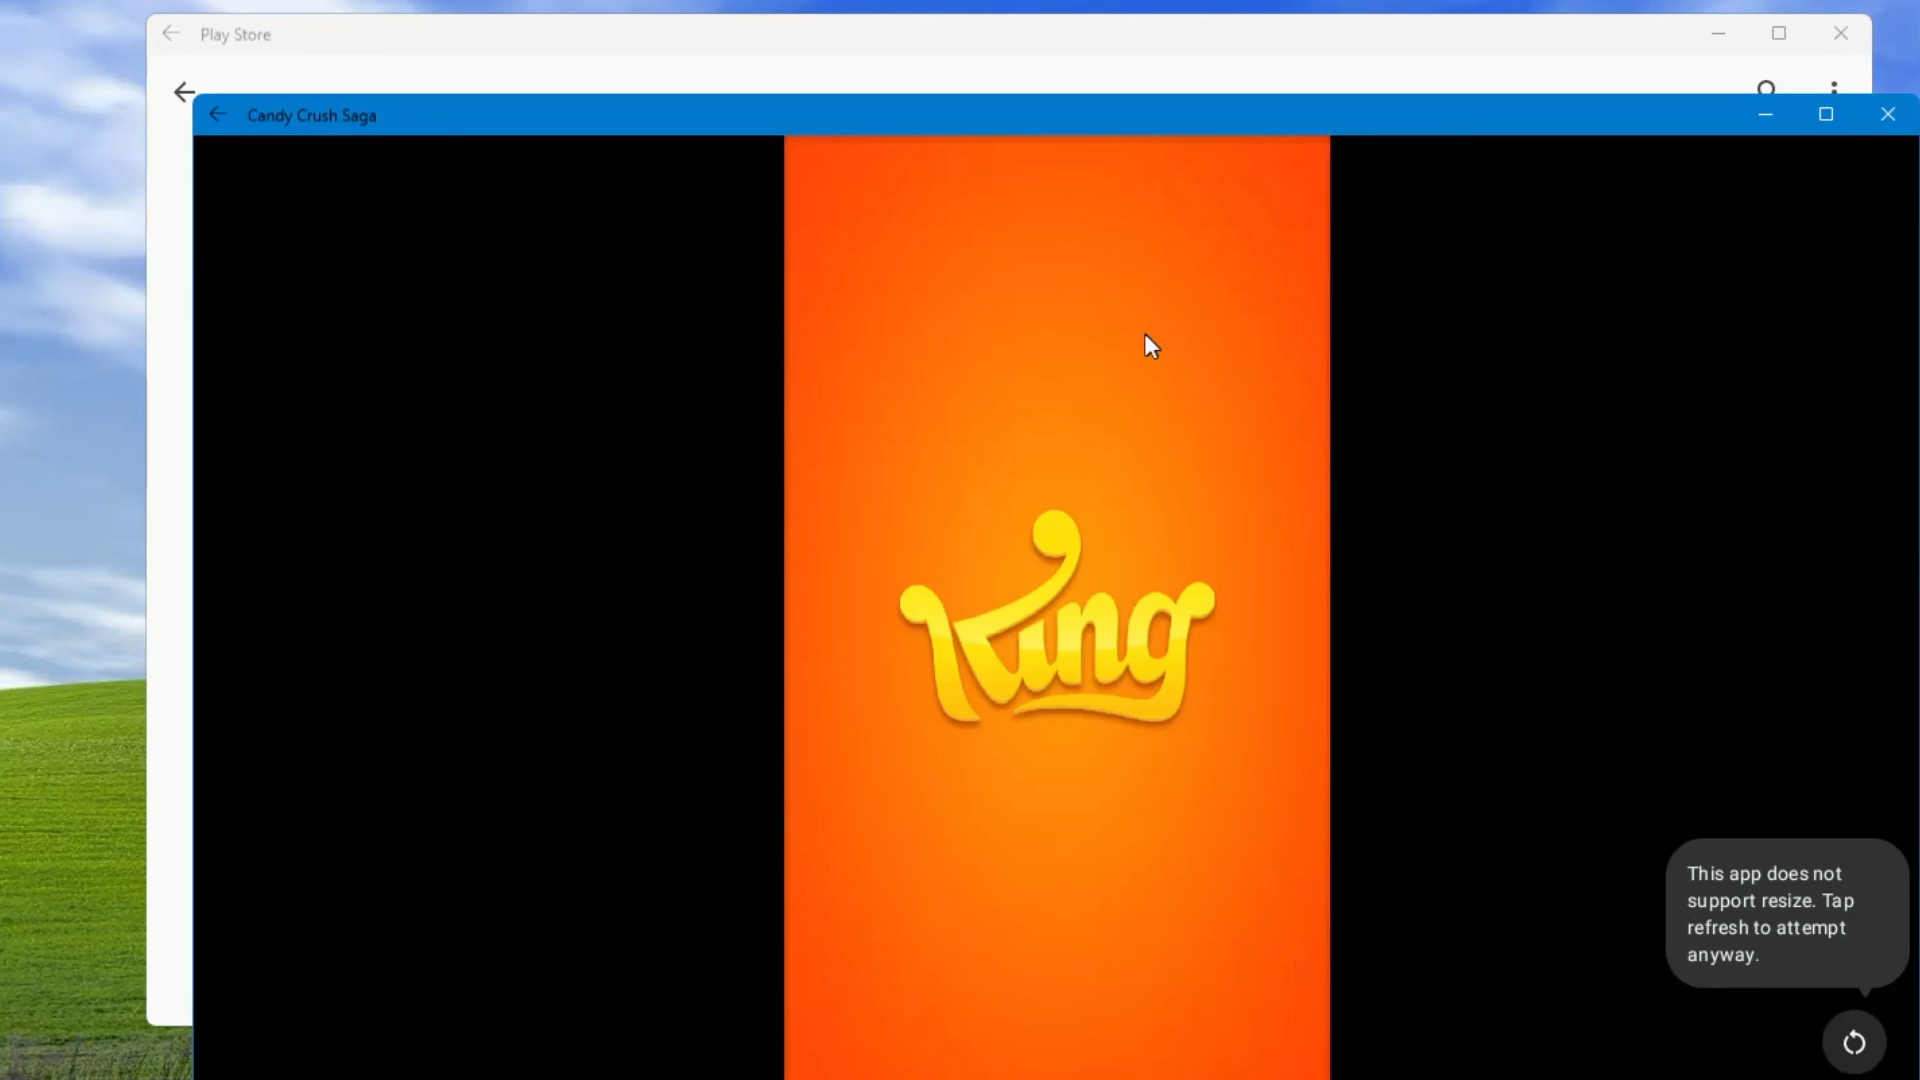 Play Store
Candy Crush Saga
King
This app does not
support resize. Tap
refresh to attempt
anyway.